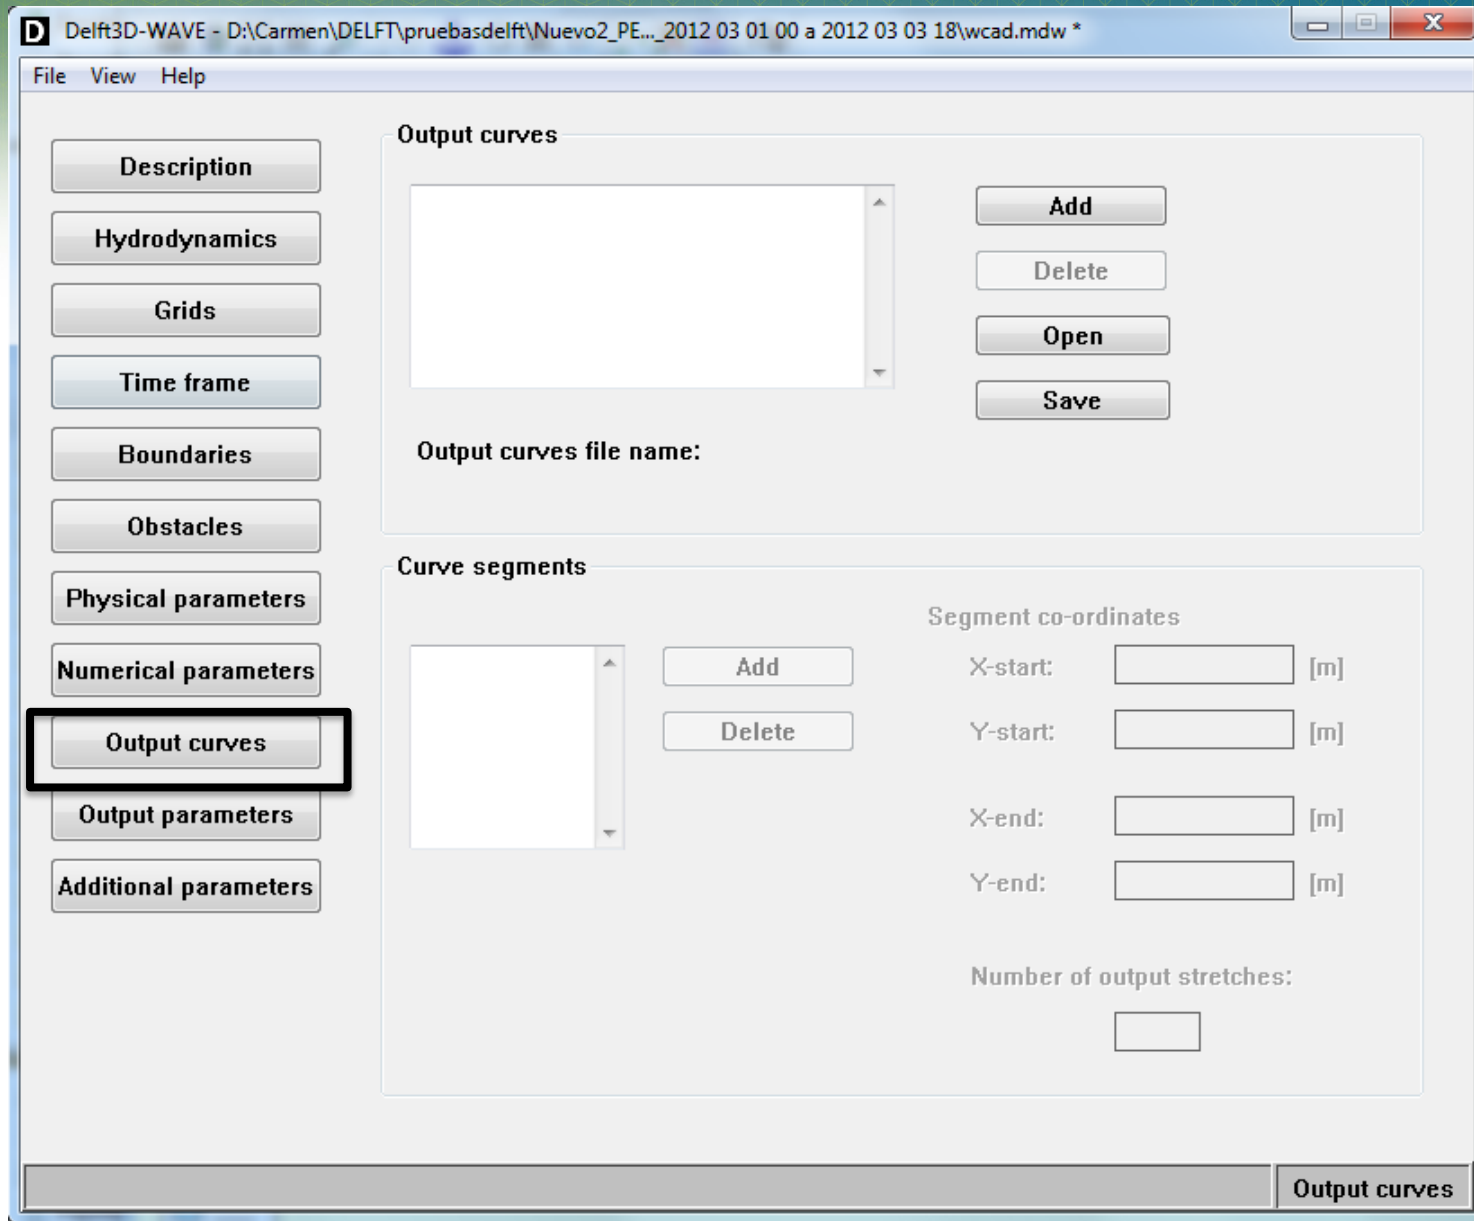 D Delft3D-WAVE - D:\Carmen\DELFT\pruebasdelft\Nuevo2_PE..._2012 03 01 00 a 2012 03 03 18\wcad.mdw *
File View Help
Description
Hydrodynamics
Grids
Time frame
Boundaries
Obstacles
Physical parameters
Numerical parameters
Output curves
Output parameters
Additional parameters
Output curves
Add
Delete
Open
Save
Output curves file name:
Curve segments
Add
Delete
Segment co-ordinates
X-start: [m]
Y-start: [m]
X-end: [m]
Y-end: [m]
Number of output stretches:
Output curves